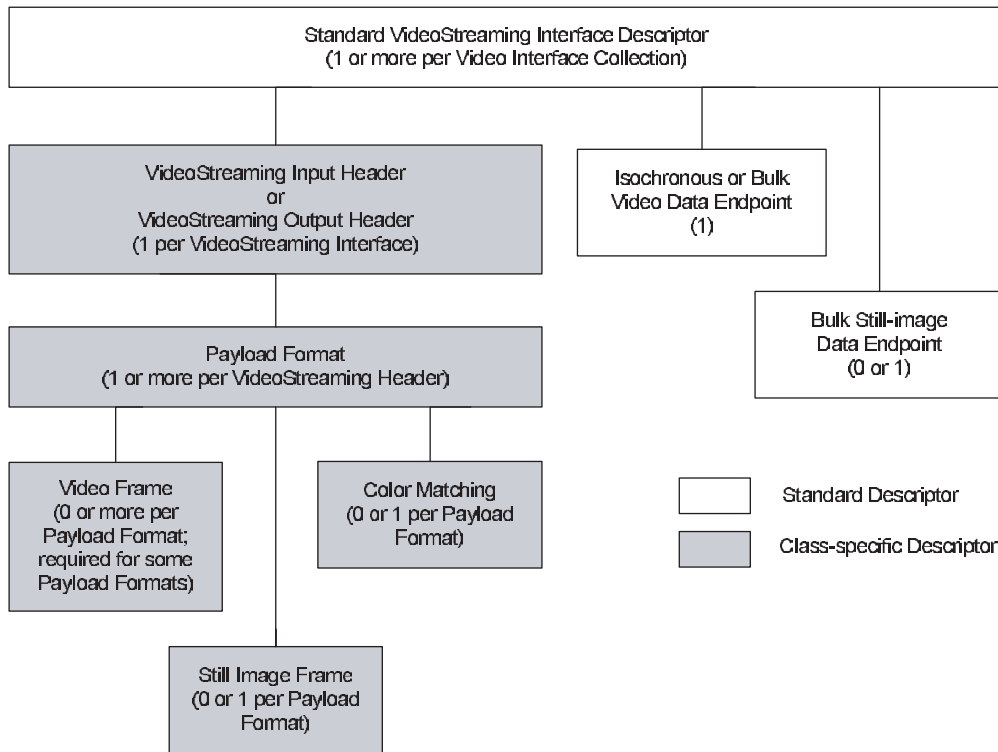 Standard VideoStreaming Interface Descriptor
(1 or more per Video Interface Collection)
VideoStreaming Input Header
or
VideoStreaming Output Header
(1 per VideoStreaming Interface)
Isochronous or Bulk
Video Data Endpoint
(1)
Bulk Still-image
Data Endpoint
(0 or 1)
Payload Format
(1 or more per VideoStreaming Header)
Video Frame
(0 or more per
Payload Format;
required for some
Payload Formats)
Color Matching
(0 or 1 per Payload
Format)
Standard Descriptor
Class-specific Descriptor
Still Image Frame
(0 or 1 per Payload
Format)